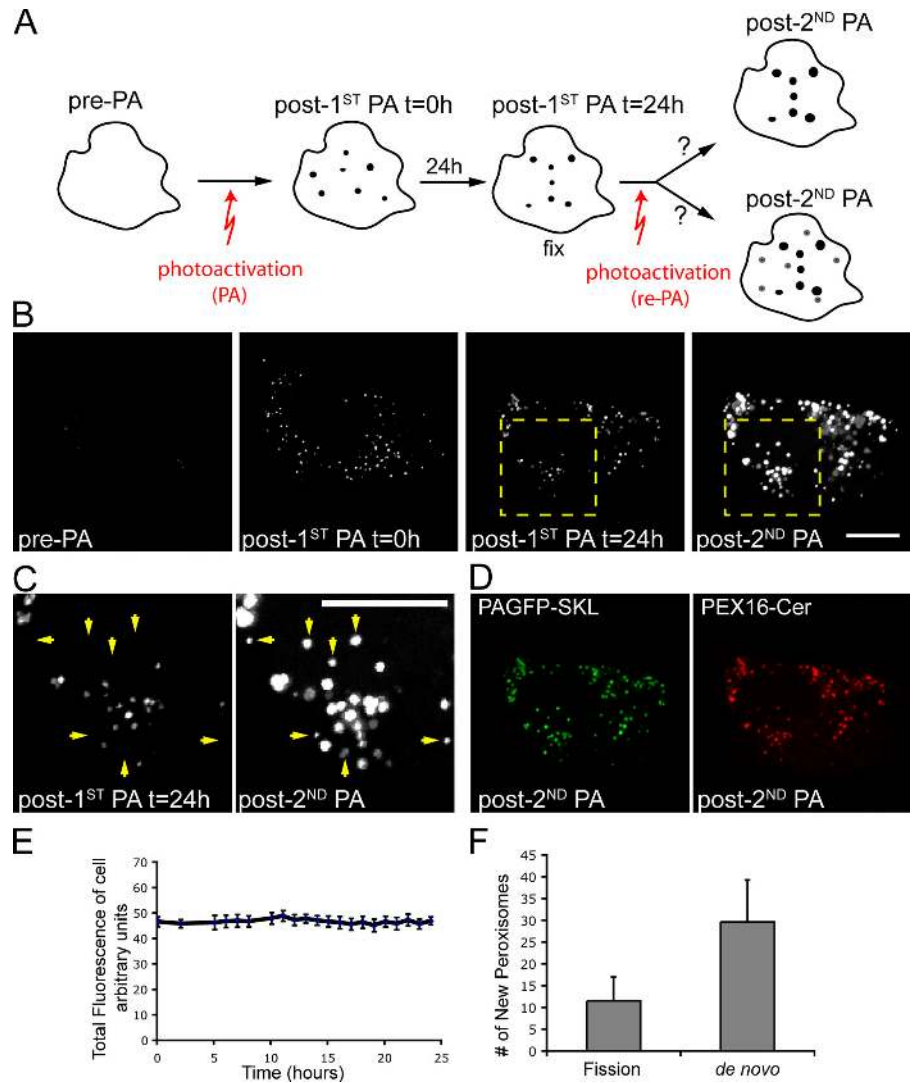 A
pre-PA
post-1ST PA t=0h
post-1ST PA t=24h
post-2ND PA
24h
?
?
post-2ND PA
fix
photoactivation
(PA)
photoactivation
(re-PA)
B
pre-PA
post-1ST PA t=0h
post-1ST PA t=24h
post-2ND PA
C
post-1ST PA t=24h
post-2ND PA
D
PAGFP-SKL
PEX16-Cer
post-2ND PA
post-2ND PA
E
Total Fluorescence of cell
arbitrary units
70
60
50
40
30
20
10
0
0 5 10 15 20 25
Time (hours)
F
# of New Peroxisomes
45
40
35
30
25
20
15
10
5
0
Fission de novo